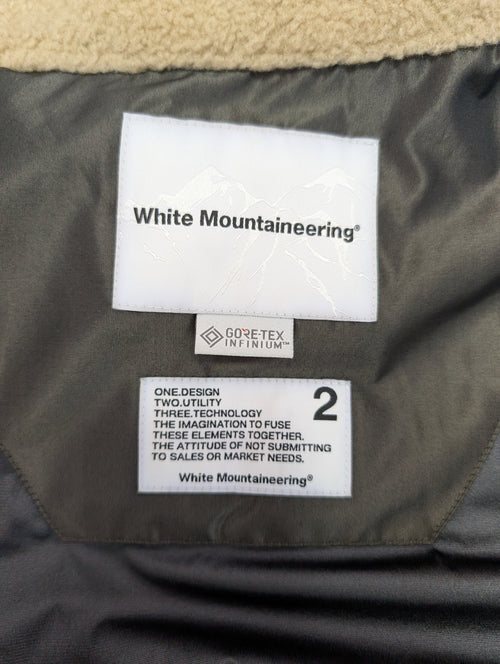 White Mountaineering®
GORE-TEX
INFINIUM™
2
ONE.DESIGN
TWO.UTILITY
THREE.TECHNOLOGY
THE IMAGINATION TO FUSE
THESE ELEMENTS TOGETHER.
THE ATTITUDE OF NOT SUBMITTING
TO SALES OR MARKET NEEDS.
White Mountaineering®